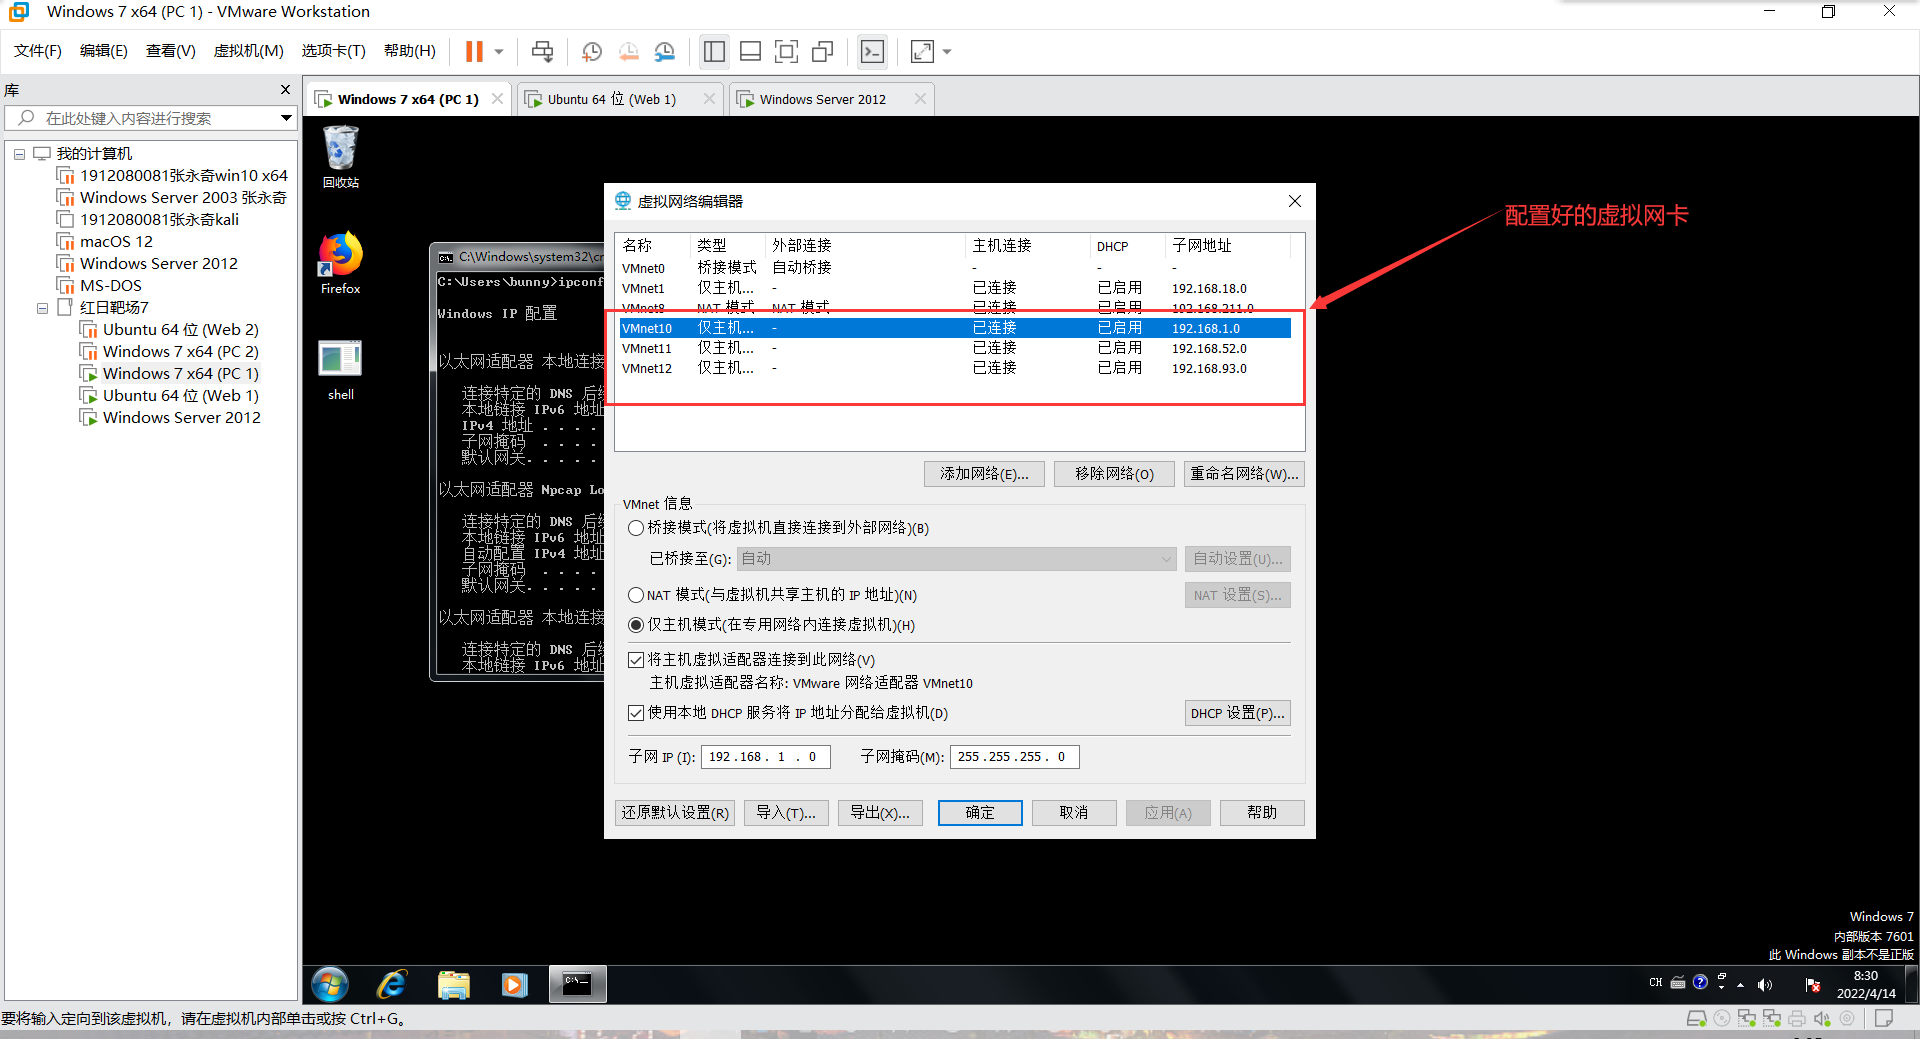 Windows 7 x64 (PC 1) - VMware Workstation
文件(F) 编辑(E) 查看(V) 虚拟机(M) 选项卡(T) 帮助(H)
库
在此处键入内容进行搜索
我的计算机
1912080081张永奇win10 x64
Windows Server 2003 张永奇
1912080081张永奇kali
macOS 12
Windows Server 2012
MS-DOS
红日靶场7
Ubuntu 64 位 (Web 2)
Windows 7 x64 (PC 2)
Windows 7 x64 (PC 1)
Ubuntu 64 位 (Web 1)
Windows Server 2012
Windows 7 x64 (PC 1)
Ubuntu 64 位 (Web 1)
Windows Server 2012
回收站
Firefox
shell
C:\Windows\system32\cr
C:\Users\bunny>ipconf
Windows IP 配置
以太网适配器 本地连接
连接特定的 DNS 后缀
本地链接 IPv6 地址
IPv4 地址 . . . .
子网掩码 . . . .
默认网关. . . . .
以太网适配器 Npcap Lo
连接特定的 DNS 后缀
本地链接 IPv6 地址
自动配置 IPv4 地址
子网掩码 . . . .
默认网关. . . . .
以太网适配器 本地连接
连接特定的 DNS 后缀
本地链接 IPv6 地址
虚拟网络编辑器
名称 类型 外部连接 主机连接 DHCP 子网地址
VMnet0 桥接模式 自动桥接 - - -
VMnet1 仅主机... - 已连接 已启用 192.168.18.0
VMnet8 NAT 模式 NAT 模式 已连接 已启用 192.168.211.0
VMnet10 仅主机... - 已连接 已启用 192.168.1.0
VMnet11 仅主机... - 已连接 已启用 192.168.52.0
VMnet12 仅主机... - 已连接 已启用 192.168.93.0
添加网络(E)... 移除网络(O) 重命名网络(W)...
VMnet 信息
桥接模式(将虚拟机直接连接到外部网络)(B)
已桥接至(G): 自动 自动设置(U)...
NAT 模式(与虚拟机共享主机的 IP 地址)(N) NAT 设置(S)...
仅主机模式(在专用网络内连接虚拟机)(H)
将主机虚拟适配器连接到此网络(V)
主机虚拟适配器名称: VMware 网络适配器 VMnet10
使用本地 DHCP 服务将 IP 地址分配给虚拟机(D) DHCP 设置(P)...
子网 IP (I): 192.168. 1 . 0 子网掩码(M): 255.255.255. 0
还原默认设置(R) 导入(T)... 导出(X)... 确定 取消 应用(A) 帮助
配置好的虚拟网卡
Windows 7
内部版本 7601
此 Windows 副本不是正版
CH
8:30
2022/4/14
要将输入定向到该虚拟机，请在虚拟机内部单击或按 Ctrl+G。